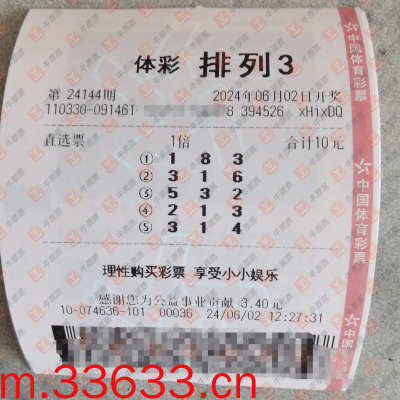 体彩 排列3
第 24144期 2024年06月02日开奖
110330-091461 8 394526 xHixDQ
直选票 1倍 合计10元
① 1 8 3
② 3 1 6
③ 5 3 2
④ 2 1 3
⑤ 3 1 4
理性购买彩票 享受小小娱乐
感谢您为公益事业贡献 3.40元
10-074636-101 00036 24/06/02 12:27:31
中国体育彩票
中国体育彩票
中国
m.33633.cn